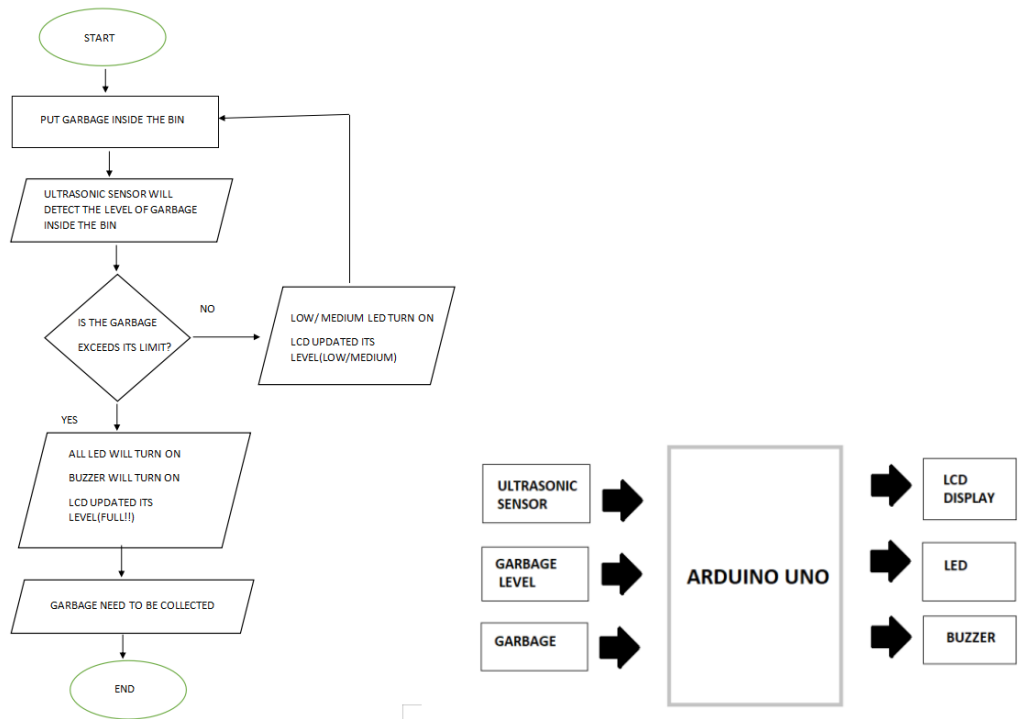 START
PUT GARBAGE INSIDE THE BIN
ULTRASONIC SENSOR WILL
DETECT THE LEVEL OF GARBAGE
INSIDE THE BIN
IS THE GARBAGE
EXCEEDS ITS LIMIT?
NO
LOW/ MEDIUM LED TURN ON
LCD UPDATED ITS
LEVEL(LOW/MEDIUM)
YES
ALL LED WILL TURN ON
BUZZER WILL TURN ON
LCD UPDATED ITS
LEVEL(FULL!!)
GARBAGE NEED TO BE COLLECTED
END
ULTRASONIC
SENSOR
GARBAGE
LEVEL
GARBAGE
ARDUINO UNO
LCD
DISPLAY
LED
BUZZER